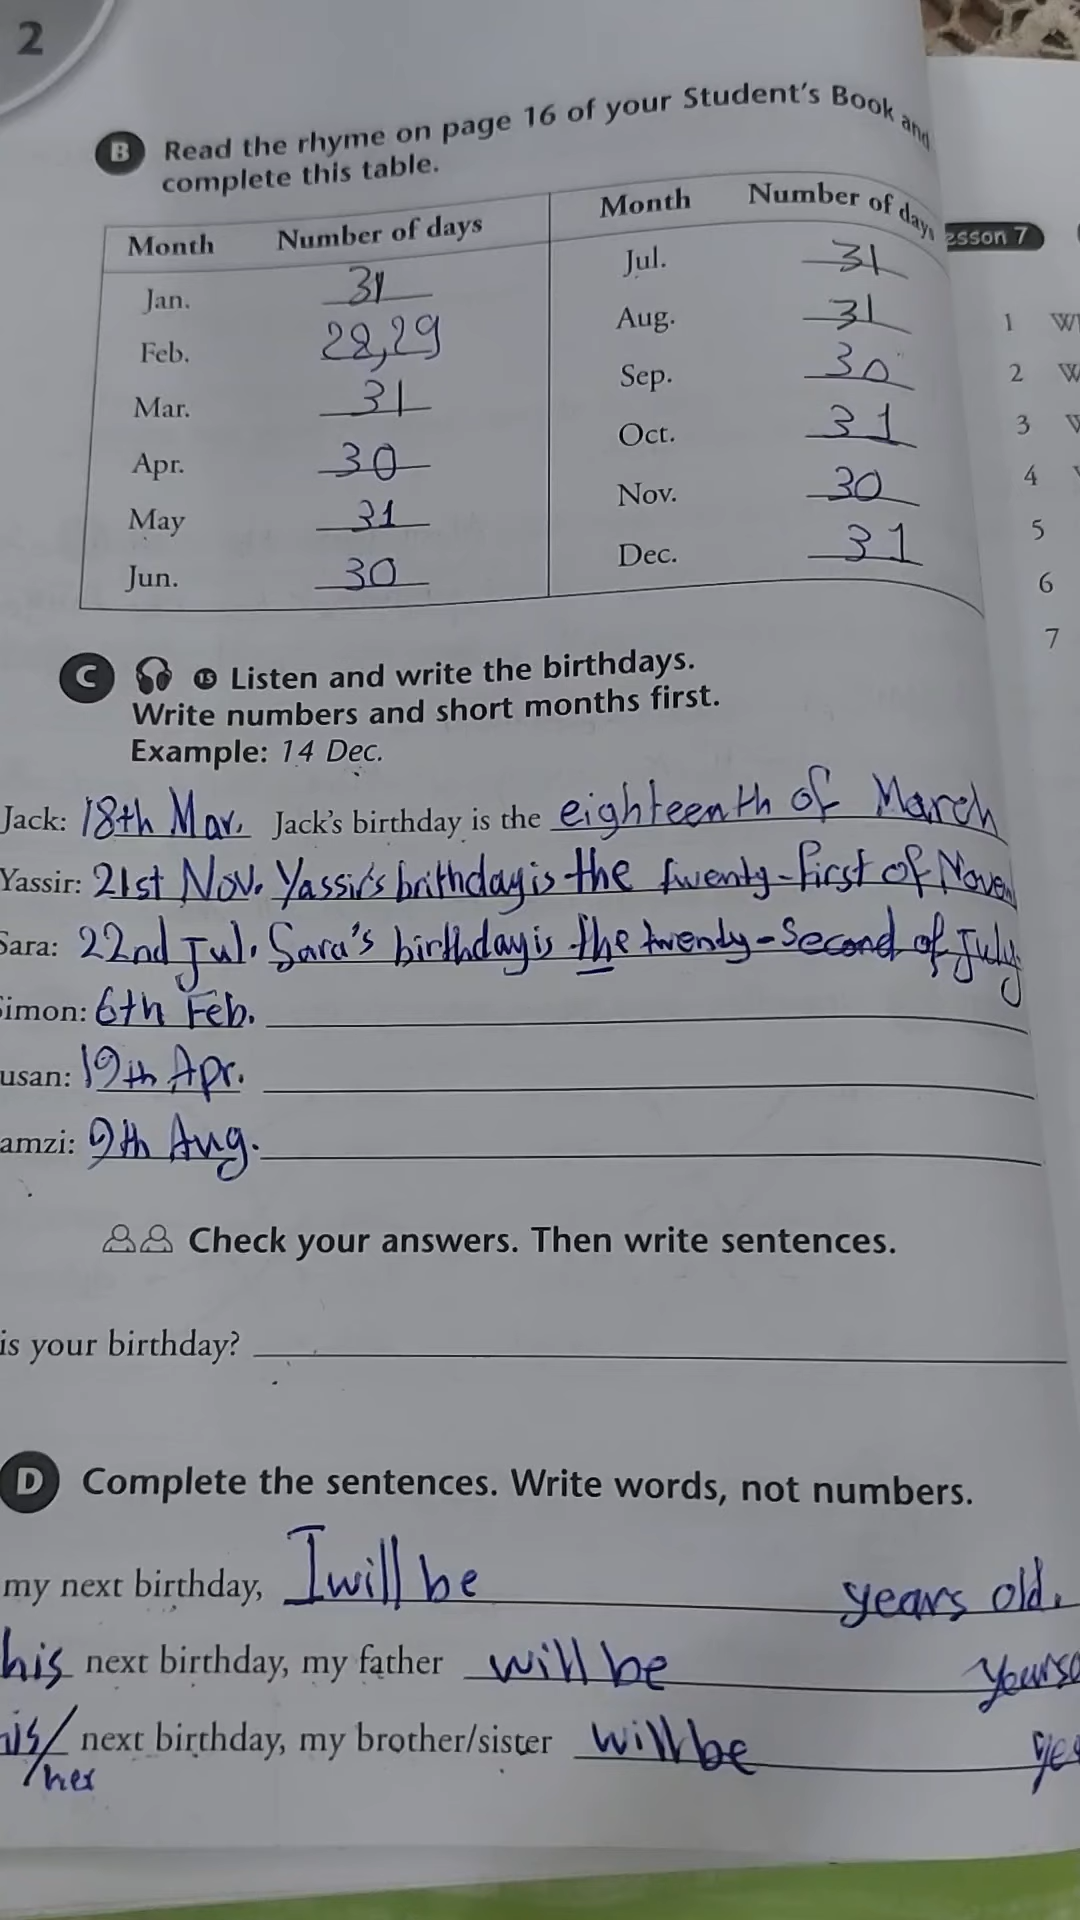 2
B Read the rhyme on page 16 of your Student's Book and
complete this table.
Month Number of days Month Number of days
Jan. 31 Jul. 31
Feb. 28,29 Aug. 31
Mar. 31 Sep. 30
Apr. 30 Oct. 31
May 31 Nov. 30
Jun. 30 Dec. 31
esson 7
1
2
3
4
5
6
7
C 15 Listen and write the birthdays.
Write numbers and short months first.
Example: 14 Dec.
Jack: 18th Mar. Jack's birthday is the eighteenth of March
Yassir: 21st Nov. Yassir's brithday is the twenty-first of Novem
Sara: 22nd Jul. Sara's birthday is the twendy-Second of July
imon: 6th Feb.
usan: 19th Apr.
amzi: 9th Aug.
Check your answers. Then write sentences.
is your birthday?
D Complete the sentences. Write words, not numbers.
my next birthday, I will be years old.
his next birthday, my father will be years o
his/her next birthday, my brother/sister will be yea